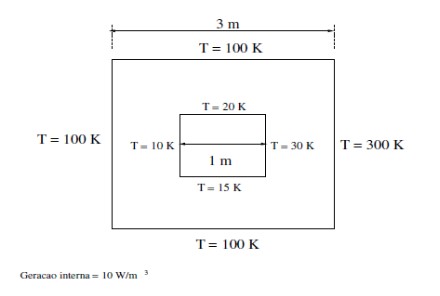 3 m
T = 100 K
T = 20 K
T = 100 K
T = 10 K
T = 30 K
T = 300 K
1 m
T = 15 K
T = 100 K
Geracao interna = 10 W/m 3